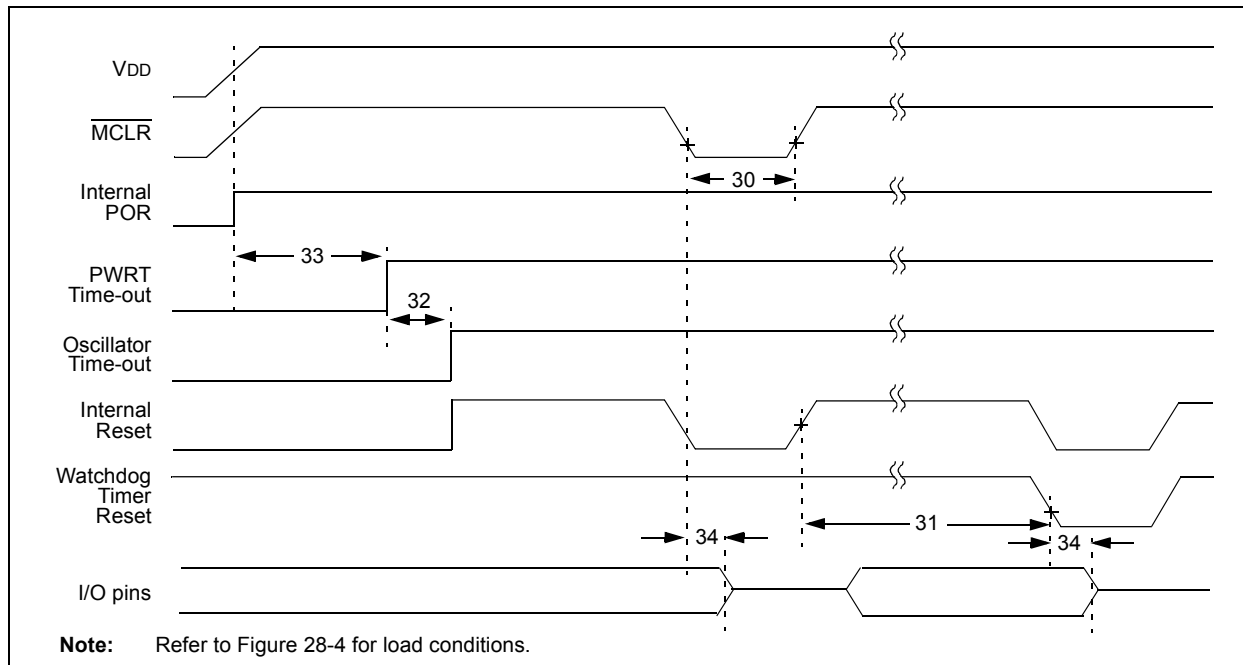 VDD
MCLR
30
Internal
POR
33
PWRT
Time-out
32
Oscillator
Time-out
Internal
Reset
Watchdog
Timer
Reset
31
34
34
I/O pins
Note: Refer to Figure 28-4 for load conditions.